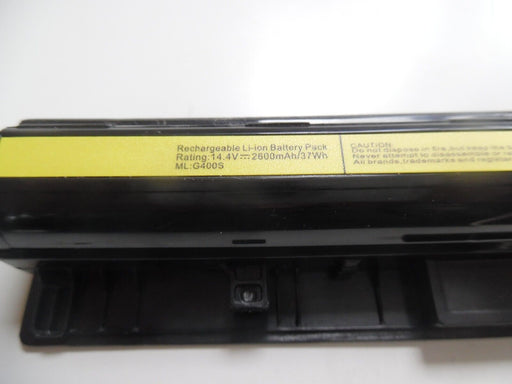 Rechargeable Li-ion Battery Pack
Rating:14.4V⎓2600mAh/37Wh
ML:G400S
CAUTION:
Do not dispose in fire, but keep
Never attempt to disassemble or
All brands,trademarks and